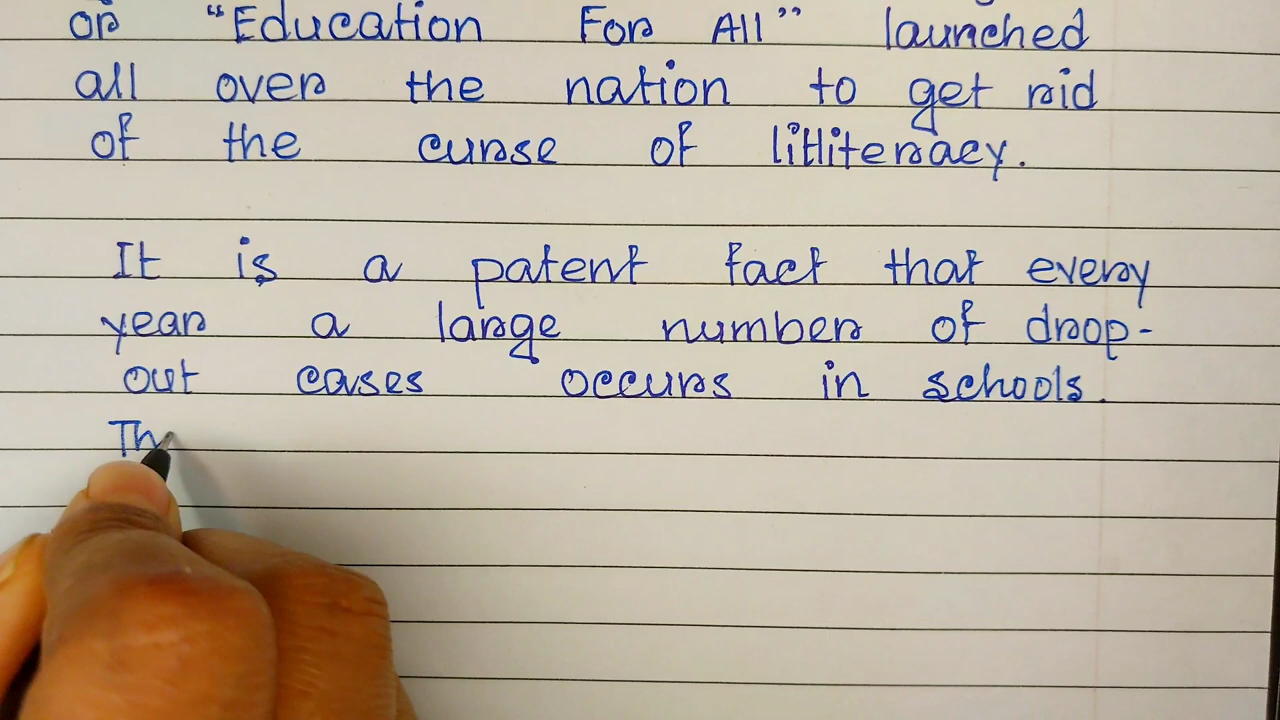 or “Education For All” launched
all over the nation to get rid
of the curse of litliteracy.
It is a patent fact that every
year a large number of drop-
out cases occurs in schools.
Th